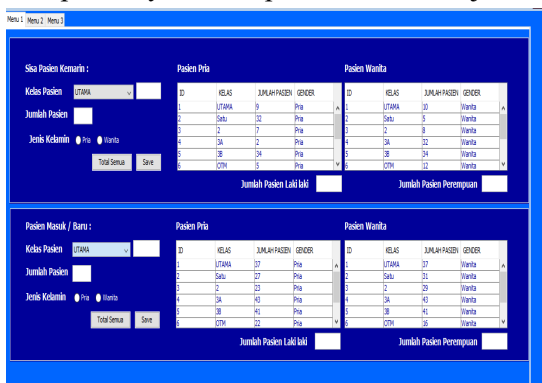 Menu 1 Menu 2 Menu 3
Sisa Pasien Kemarin :
Kelas Pasien UTAMA
Jumlah Pasien
Jenis Kelamin Pria Wanita
Total Semua Save
Pasien Pria
ID KELAS JUMLAH PASIEN GENDER
1 UTAMA 9 Pria
2 Satu 32 Pria
3 2 7 Pria
4 3A 2 Pria
5 3B 34 Pria
6 OTM 5 Pria
Jumlah Pasien Laki laki
Pasien Wanita
ID KELAS JUMLAH PASIEN GENDER
1 UTAMA 10 Wanita
2 Satu 5 Wanita
3 2 8 Wanita
4 3A 32 Wanita
5 3B 34 Wanita
6 OTM 12 Wanita
Jumlah Pasien Perempuan
Pasien Masuk / Baru :
Kelas Pasien UTAMA
Jumlah Pasien
Jenis Kelamin Pria Wanita
Total Semua Save
Pasien Pria
ID KELAS JUMLAH PASIEN GENDER
1 UTAMA 37 Pria
2 Satu 27 Pria
3 2 23 Pria
4 3A 43 Pria
5 3B 41 Pria
6 OTM 22 Pria
Jumlah Pasien Laki laki
Pasien Wanita
ID KELAS JUMLAH PASIEN GENDER
1 UTAMA 37 Wanita
2 Satu 31 Wanita
3 2 29 Wanita
4 3A 43 Wanita
5 3B 41 Wanita
6 OTM 16 Wanita
Jumlah Pasien Perempuan